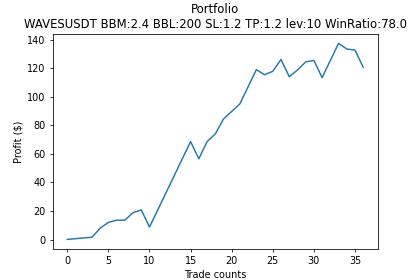 Portfolio
WAVESUSDT BBM:2.4 BBL:200 SL:1.2 TP:1.2 lev:10 WinRatio:78.0
140
120
100
80
60
40
20
0
Profit ($)
0 5 10 15 20 25 30 35
Trade counts